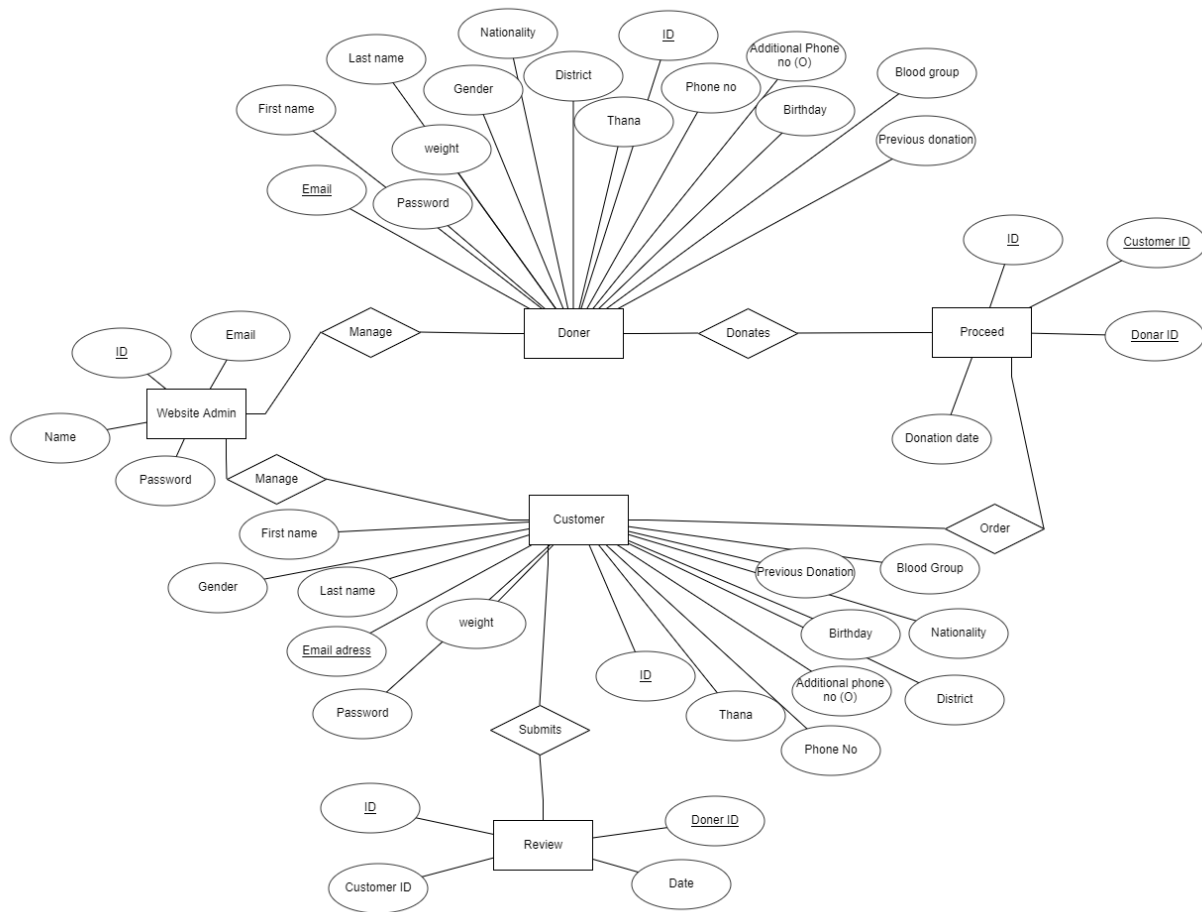 Nationality
ID
Last name
Additional Phone
no (O)
District
Blood group
Gender
Phone no
First name
Thana
Birthday
weight
Previous donation
Email
Password
ID
Customer ID
Manage
Doner
Donates
Proceed
Donar ID
Email
ID
Website Admin
Name
Donation date
Password
Manage
Customer
Order
First name
Blood Group
Previous Donation
Gender
Last name
weight
Birthday
Nationality
Email adress
ID
Additional phone
no (O)
District
Password
Thana
Submits
Phone No
ID
Doner ID
Review
Customer ID
Date